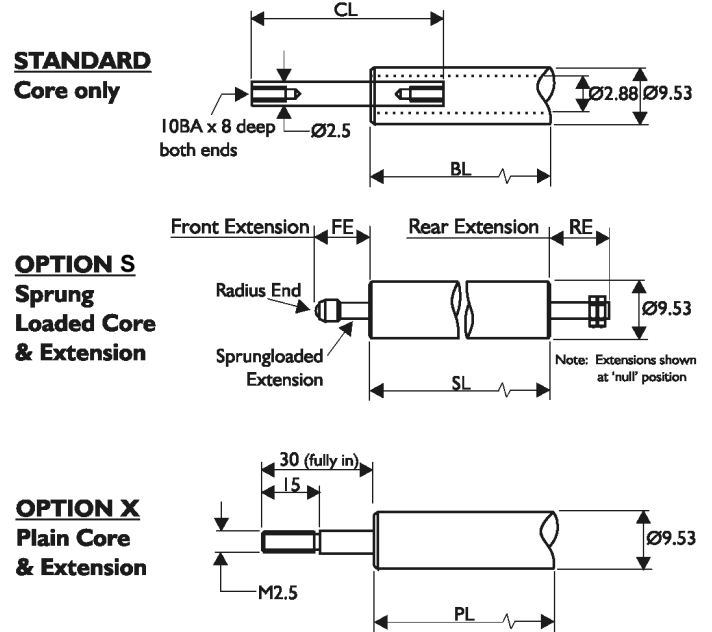 CL
STANDARD
Core only
10BA x 8 deep
both ends
Ø2.5
Ø2.88
Ø9.53
BL
Front Extension
FE
Rear Extension
RE
OPTION S
Sprung
Loaded Core
& Extension
Radius End
Sprungloaded
Extension
Ø9.53
SL
Note: Extensions shown
at 'null' position
30 (fully in)
15
OPTION X
Plain Core
& Extension
M2.5
Ø9.53
PL